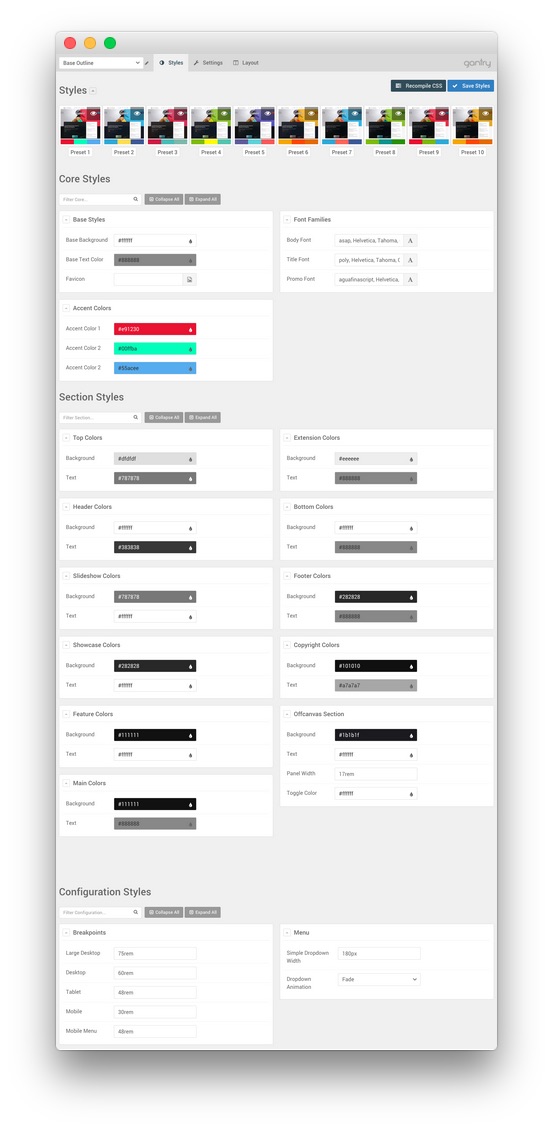 Base Outline
Styles
Settings
Layout
gantry
Styles
Recompile CSS
Save Styles
Preset 1
Preset 2
Preset 3
Preset 4
Preset 5
Preset 6
Preset 7
Preset 8
Preset 9
Preset 10
Core Styles
Filter Core...
Collapse All
Expand All
Base Styles
Base Background
#ffffff
Base Text Color
#888888
Favicon
Font Families
Body Font
asap, Helvetica, Tahoma,
Title Font
poly, Helvetica, Tahoma, (
Promo Font
aguafinascript, Helvetica,
Accent Colors
Accent Color 1
#e91230
Accent Color 2
Accent Color 2
#55acee
Section Styles
Filter Section...
Collapse All
Expand All
Top Colors
Background
#dfdfdf
Text
#787878
Extension Colors
Background
#eeeeee
Text
#888888
Header Colors
Background
#ffffff
Text
#383838
Bottom Colors
Background
#ffffff
Text
#888888
Slideshow Colors
Background
#787878
Text
#ffffff
Footer Colors
Background
#282828
Text
#888888
Showcase Colors
Background
#282828
Text
#ffffff
Copyright Colors
Background
#101010
Text
#a7a7a7
Feature Colors
Background
#111111
Text
#ffffff
Offcanvas Section
Background
#1b1b1f
Text
#ffffff
Panel Width
17rem
Toggle Color
#ffffff
Main Colors
Background
#111111
Text
#888888
Configuration Styles
Filter Configuration...
Collapse All
Expand All
Breakpoints
Large Desktop
75rem
Desktop
60rem
Tablet
48rem
Mobile
30rem
Mobile Menu
48rem
Menu
Simple Dropdown
Width
180px
Dropdown
Animation
Fade